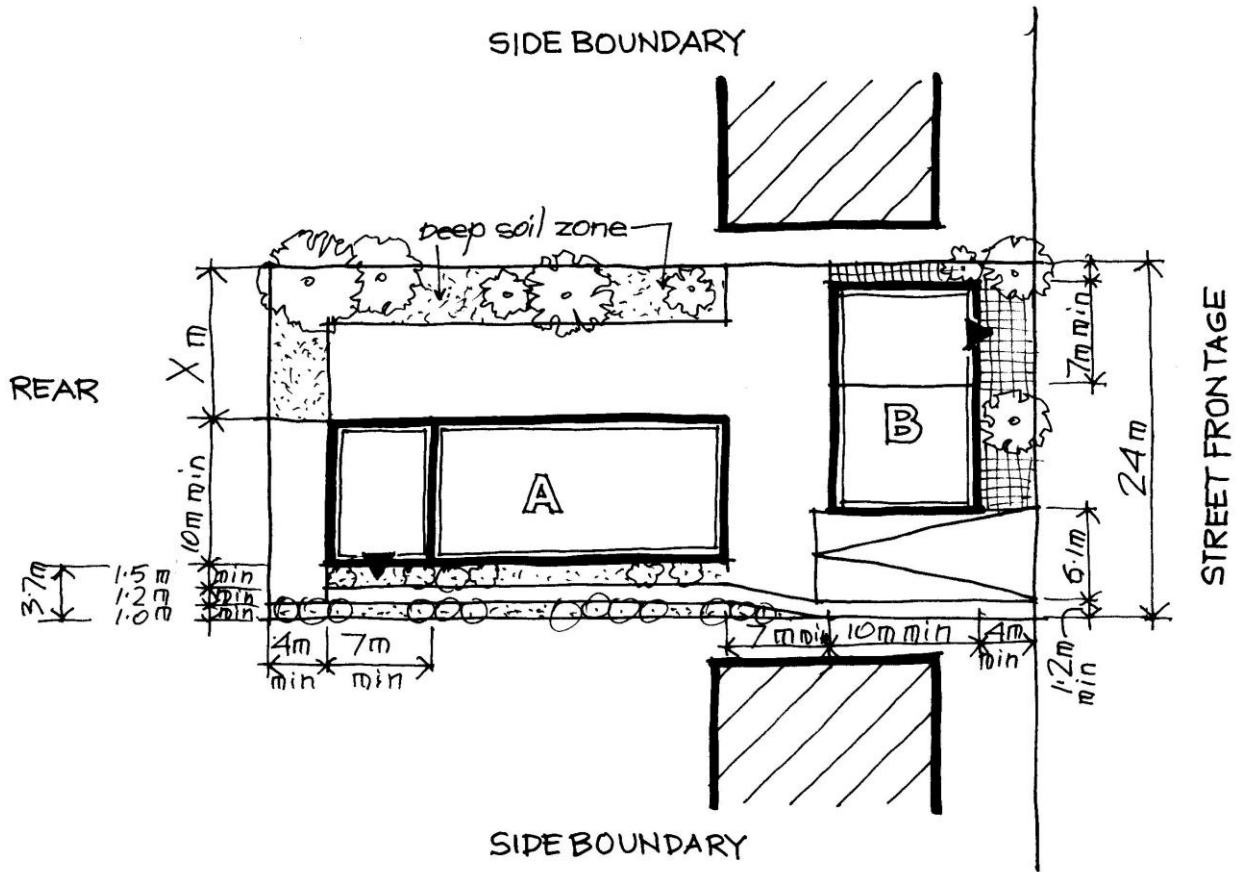 SIDE BOUNDARY
Deep soil zone
X m
REAR
7m min
B
24m
STREET FRONTAGE
10m min
A
3.7m
1.5m min
1.2m min
1.0m min
6.1m
4m min
7m min
7m min
10m min
4m min
1.2m min
SIDE BOUNDARY